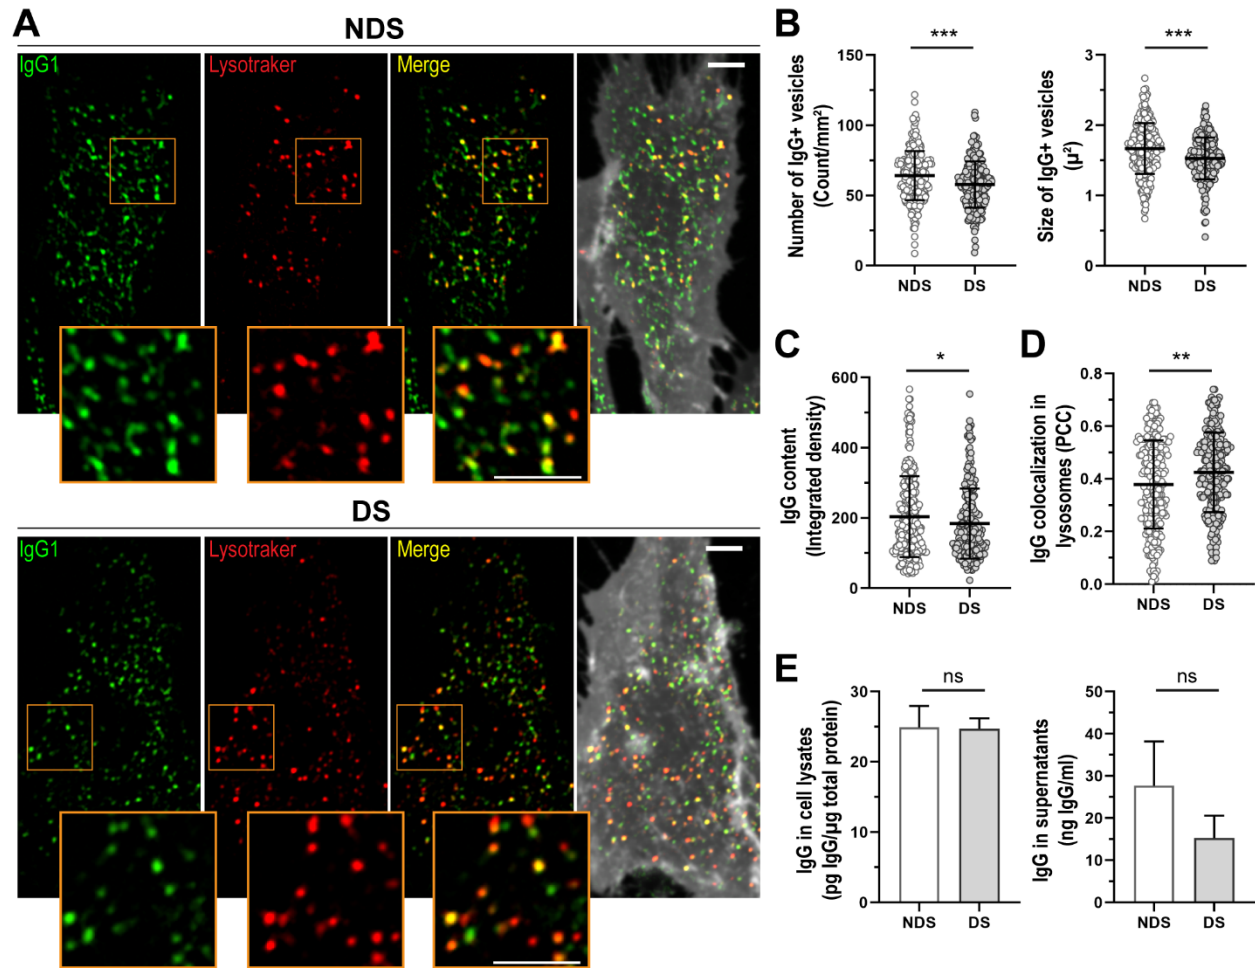 A
NDS
IgG1
Lysotraker
Merge
DS
IgG1
Lysotraker
Merge
B
***
Number of IgG+ vesicles
(Count/mm²)
150
100
50
0
NDS
DS
***
Size of IgG+ vesicles
(µ²)
3
2
1
0
NDS
DS
C
*
IgG content
(Integrated density)
600
400
200
0
NDS
DS
D
**
IgG colocalization in
lysosomes (PCC)
0.8
0.6
0.4
0.2
0.0
NDS
DS
E
ns
IgG in cell lysates
(pg IgG/µg total protein)
30
20
10
0
NDS
DS
ns
IgG in supernatants
(ng IgG/ml)
50
40
30
20
10
0
NDS
DS